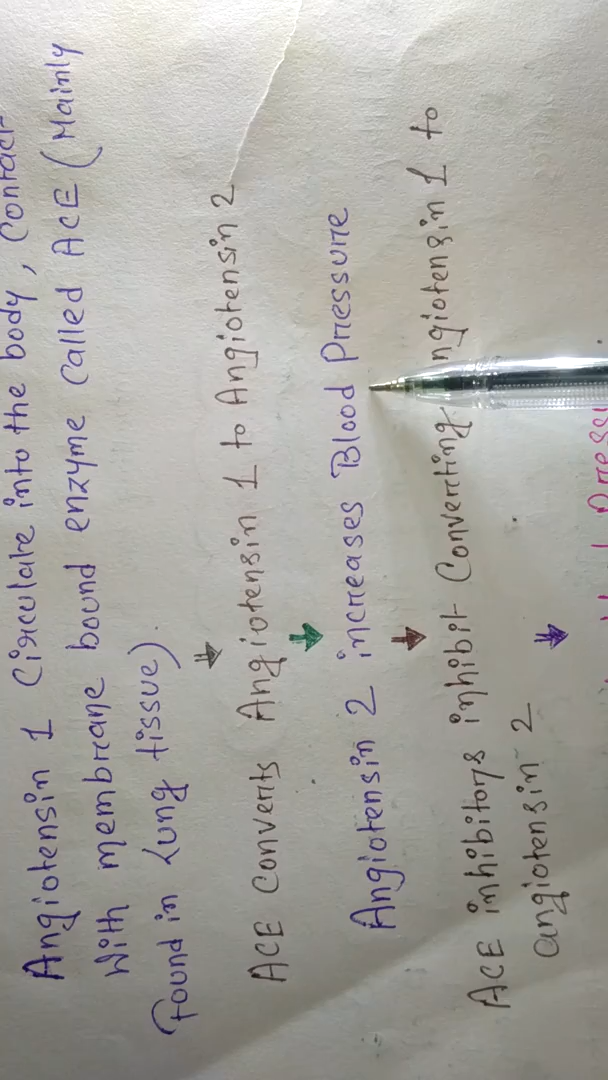 Angiotensin 1 Circulate into the body, Contact
With membrane bound enzyme Called ACE (Mainly
Found in Lung tissue).
ACE Converts Angiotensin 1 to Angiotensin 2
Angiotensin 2 increases Blood Pressure
ACE inhibitors inhibit Converting ngiotensin 1 to
angiotensin 2